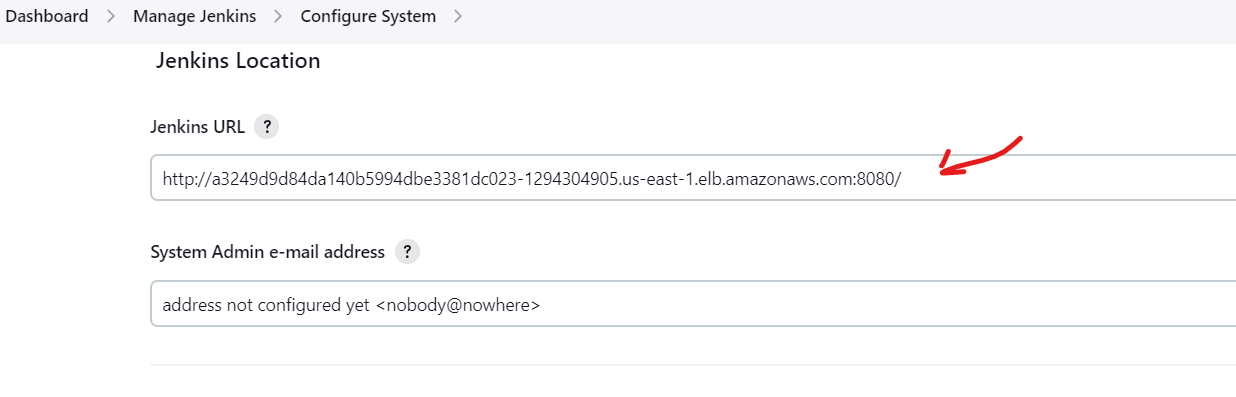 Dashboard > Manage Jenkins > Configure System >
Jenkins Location
Jenkins URL ?
http://a3249d9d84da140b5994dbe3381dc023-1294304905.us-east-1.elb.amazonaws.com:8080/
System Admin e-mail address ?
address not configured yet <nobody@nowhere>